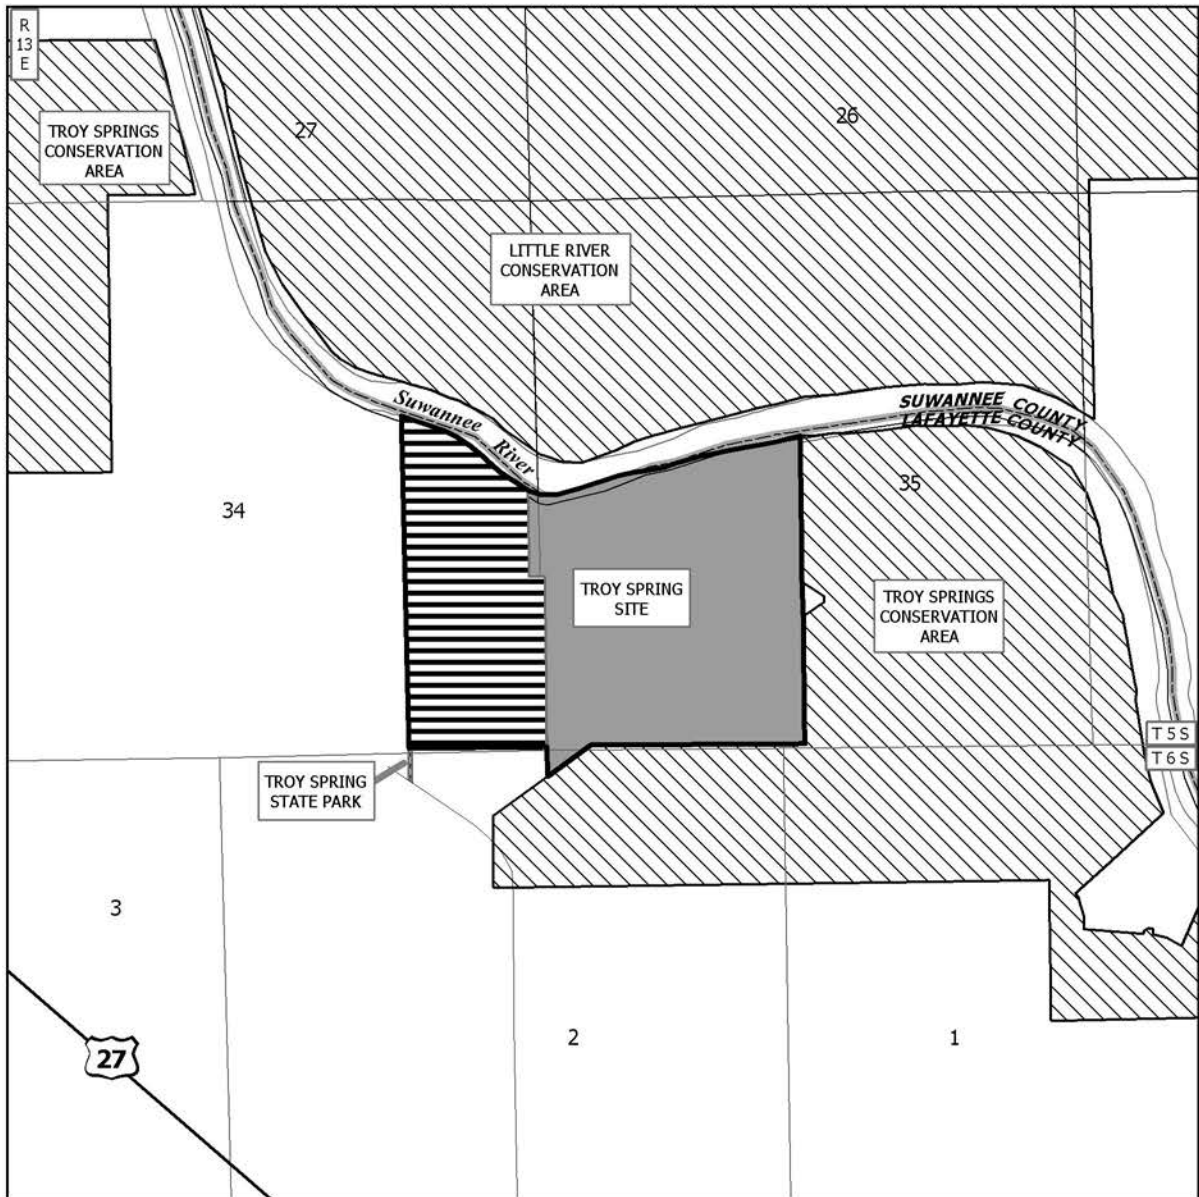 R
13
E
TROY SPRINGS
CONSERVATION
AREA
27
26
LITTLE RIVER
CONSERVATION
AREA
Suwannee River
SUWANNEE COUNTY
LAFAYETTE COUNTY
34
35
TROY SPRING
SITE
TROY SPRINGS
CONSERVATION
AREA
T 5 S
T 6 S
TROY SPRING
STATE PARK
3
2
1
27